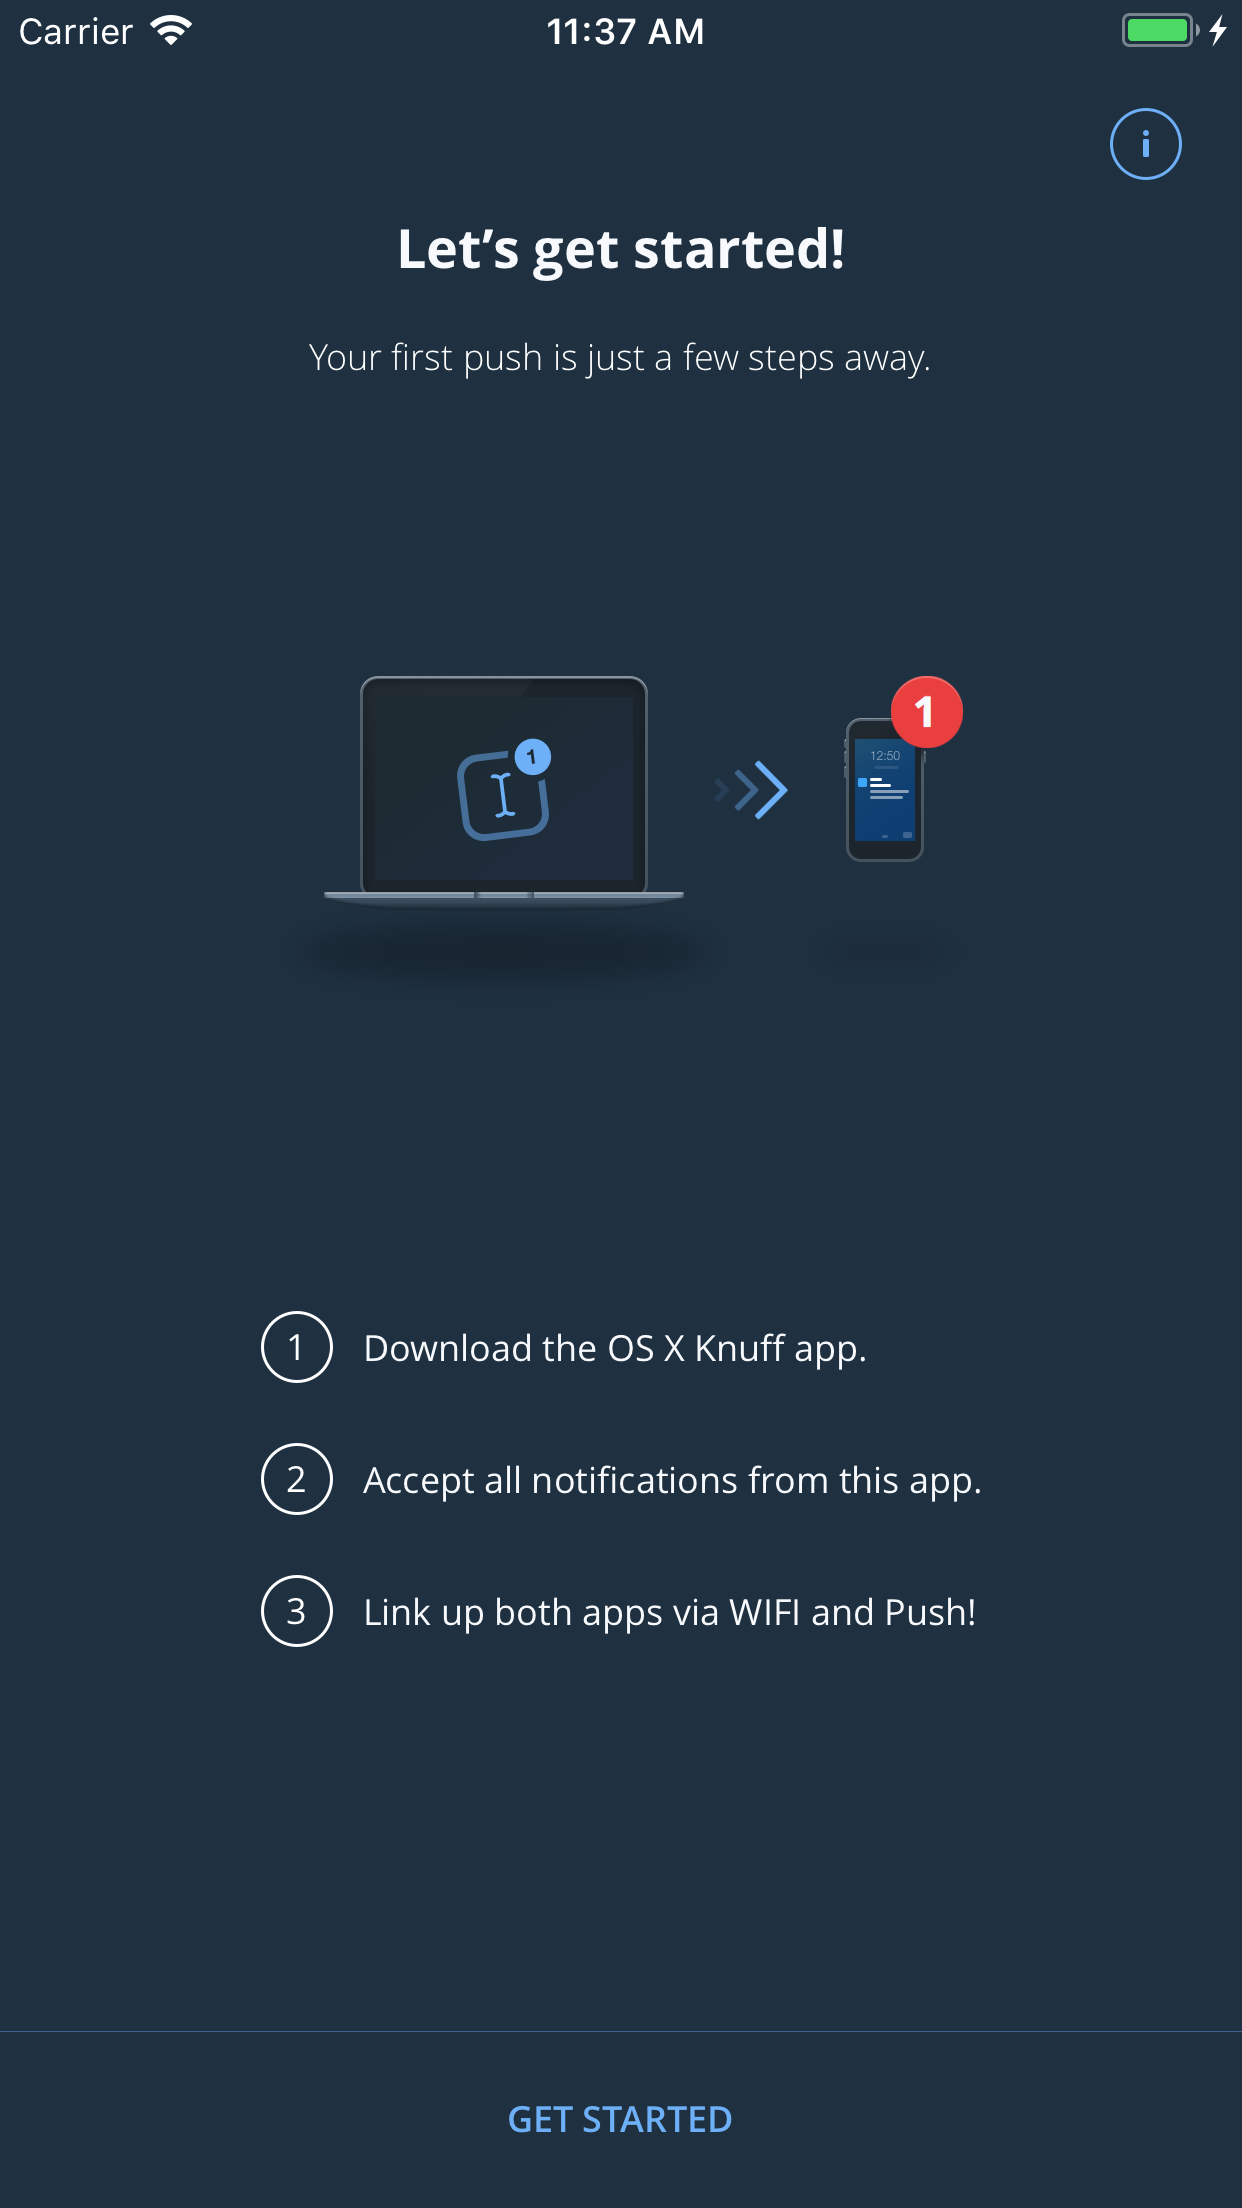 Carrier 11:37 AM
Let’s get started!
Your first push is just a few steps away.
1
1
12:50
1 Download the OS X Knuff app.
2 Accept all notifications from this app.
3 Link up both apps via WIFI and Push!
GET STARTED